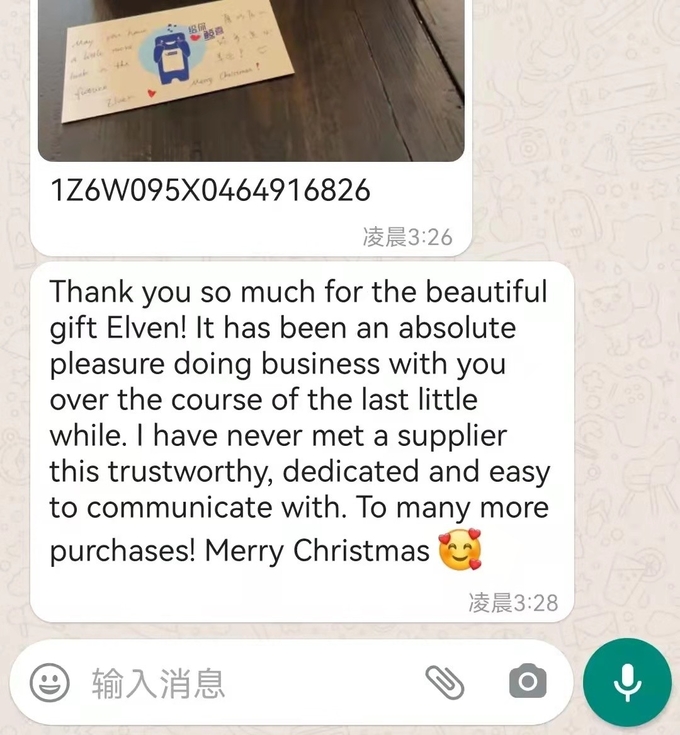 May you have
a little more
luck in the
future
Elven
Merry Christmas!
1Z6W095X0464916826
凌晨3:26
Thank you so much for the beautiful
gift Elven! It has been an absolute
pleasure doing business with you
over the course of the last little
while. I have never met a supplier
this trustworthy, dedicated and easy
to communicate with. To many more
purchases! Merry Christmas 🥰
凌晨3:28
输入消息